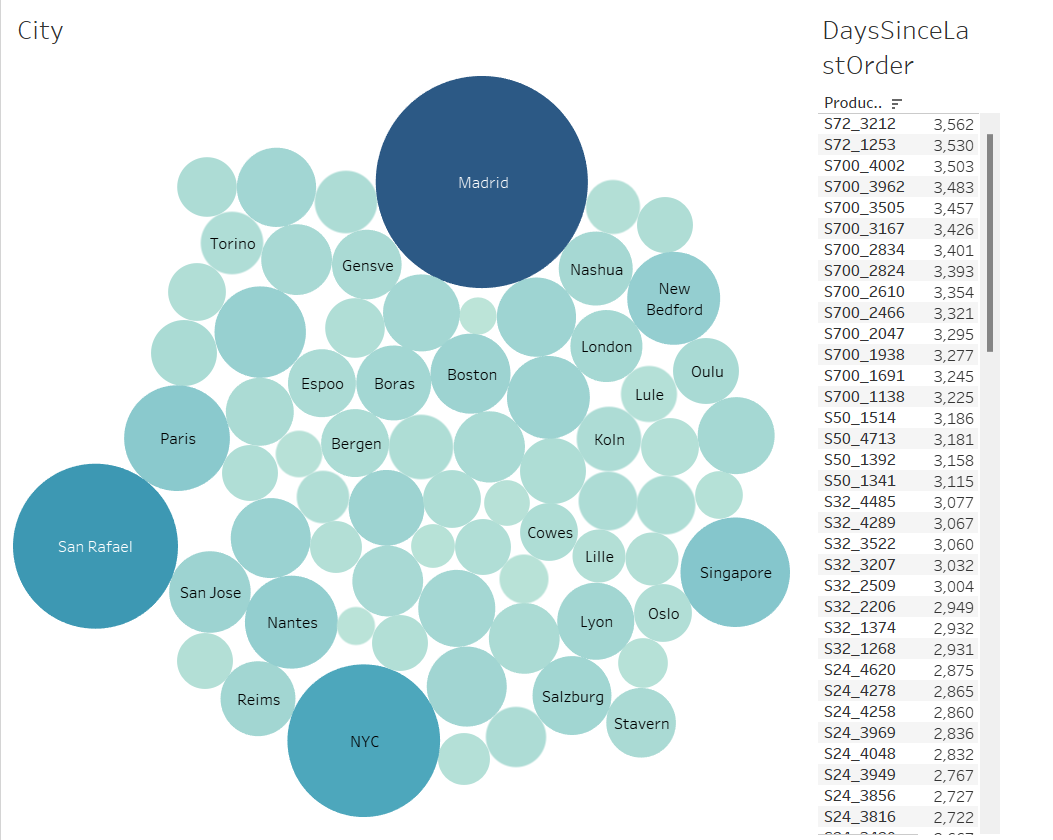 City
Madrid
Torino
Gensve
Nashua
New
Bedford
London
Oulu
Boston
Espoo
Boras
Lule
Paris
Bergen
Koln
San Rafael
Cowes
Lille
Singapore
San Jose
Nantes
Lyon
Oslo
Reims
Salzburg
Stavern
NYC
DaysSinceLa
stOrder
Produc..
S72_3212 3,562
S72_1253 3,530
S700_4002 3,503
S700_3962 3,483
S700_3505 3,457
S700_3167 3,426
S700_2834 3,401
S700_2824 3,393
S700_2610 3,354
S700_2466 3,321
S700_2047 3,295
S700_1938 3,277
S700_1691 3,245
S700_1138 3,225
S50_1514 3,186
S50_4713 3,181
S50_1392 3,158
S50_1341 3,115
S32_4485 3,077
S32_4289 3,067
S32_3522 3,060
S32_3207 3,032
S32_2509 3,004
S32_2206 2,949
S32_1374 2,932
S32_1268 2,931
S24_4620 2,875
S24_4278 2,865
S24_4258 2,860
S24_3969 2,836
S24_4048 2,832
S24_3949 2,767
S24_3856 2,727
S24_3816 2,722